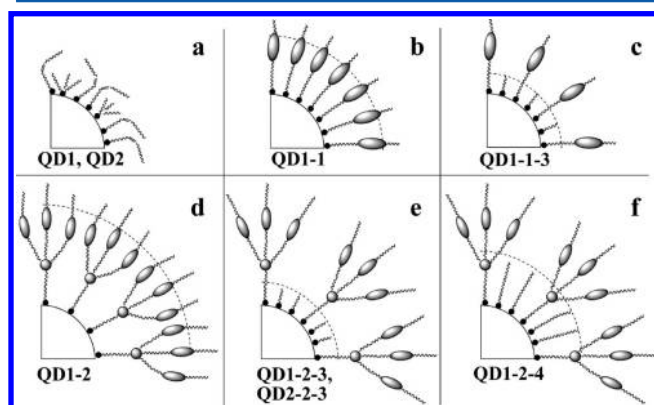 a
QD1, QD2
b
QD1-1
c
QD1-1-3
d
QD1-2
e
QD1-2-3,
QD2-2-3
f
QD1-2-4